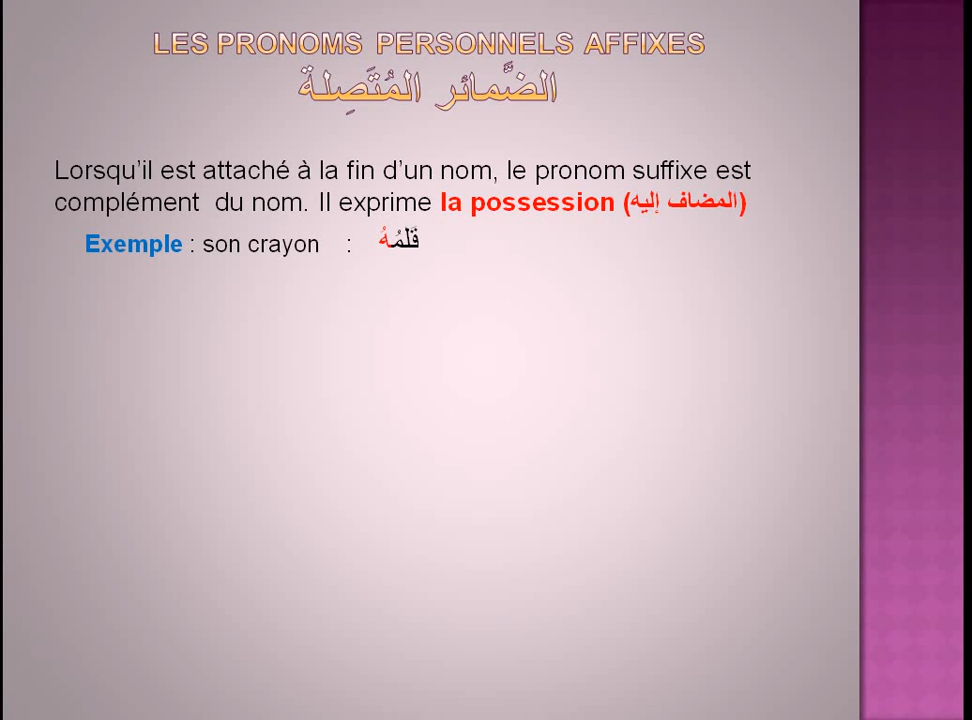 LES PRONOMS PERSONNELS AFFIXES
الضَّمائر المُتَصِلة
Lorsqu’il est attaché à la fin d’un nom, le pronom suffixe est
complément du nom. Il exprime la possession (المضاف إليه)
Exemple : son crayon : قَلمُهُ